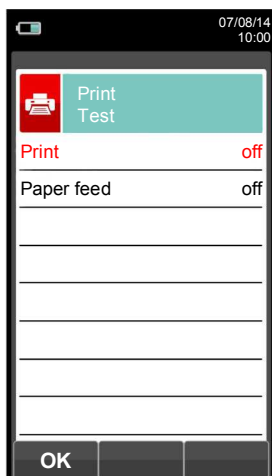 07/08/14
10:00
Print
Test
Print off
Paper feed off
OK